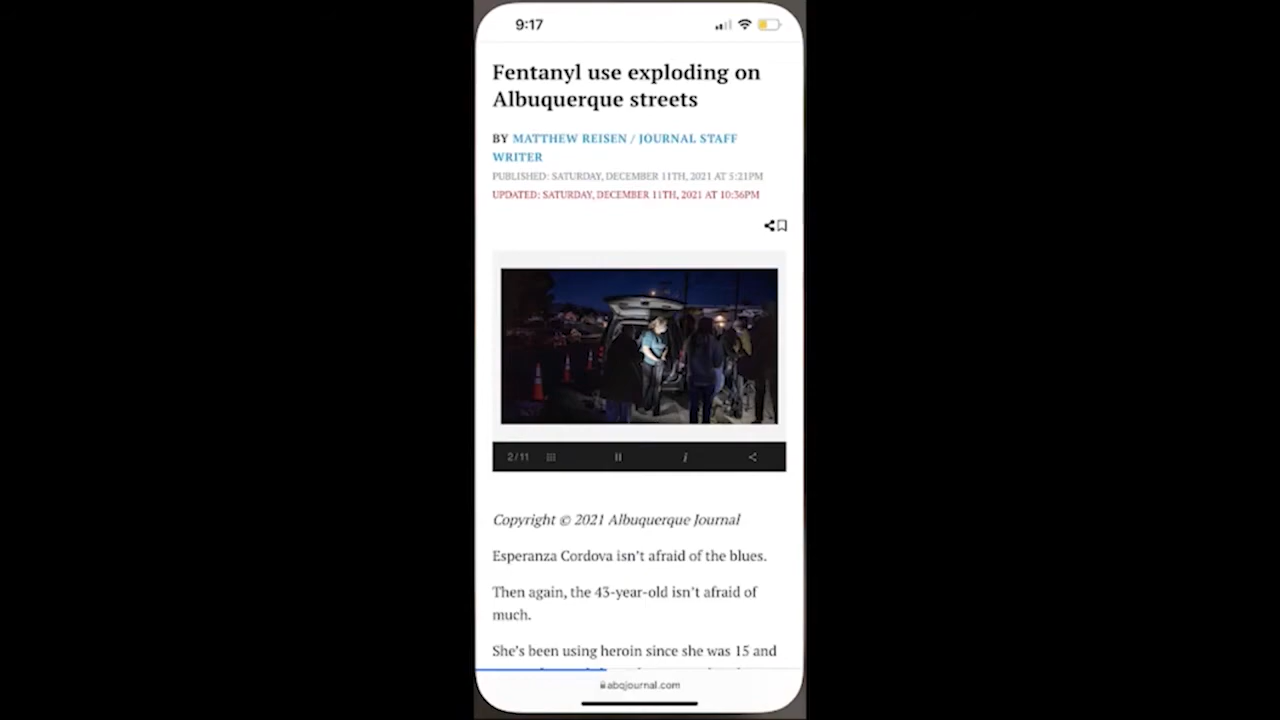 9:17
Fentanyl use exploding on
Albuquerque streets
BY MATTHEW REISEN / JOURNAL STAFF
WRITER
PUBLISHED: SATURDAY, DECEMBER 11TH, 2021 AT 5:21PM
UPDATED: SATURDAY, DECEMBER 11TH, 2021 AT 10:36PM
2/11
Copyright © 2021 Albuquerque Journal
Esperanza Cordova isn't afraid of the blues.
Then again, the 43-year-old isn't afraid of
much.
She's been using heroin since she was 15 and
abqjournal.com